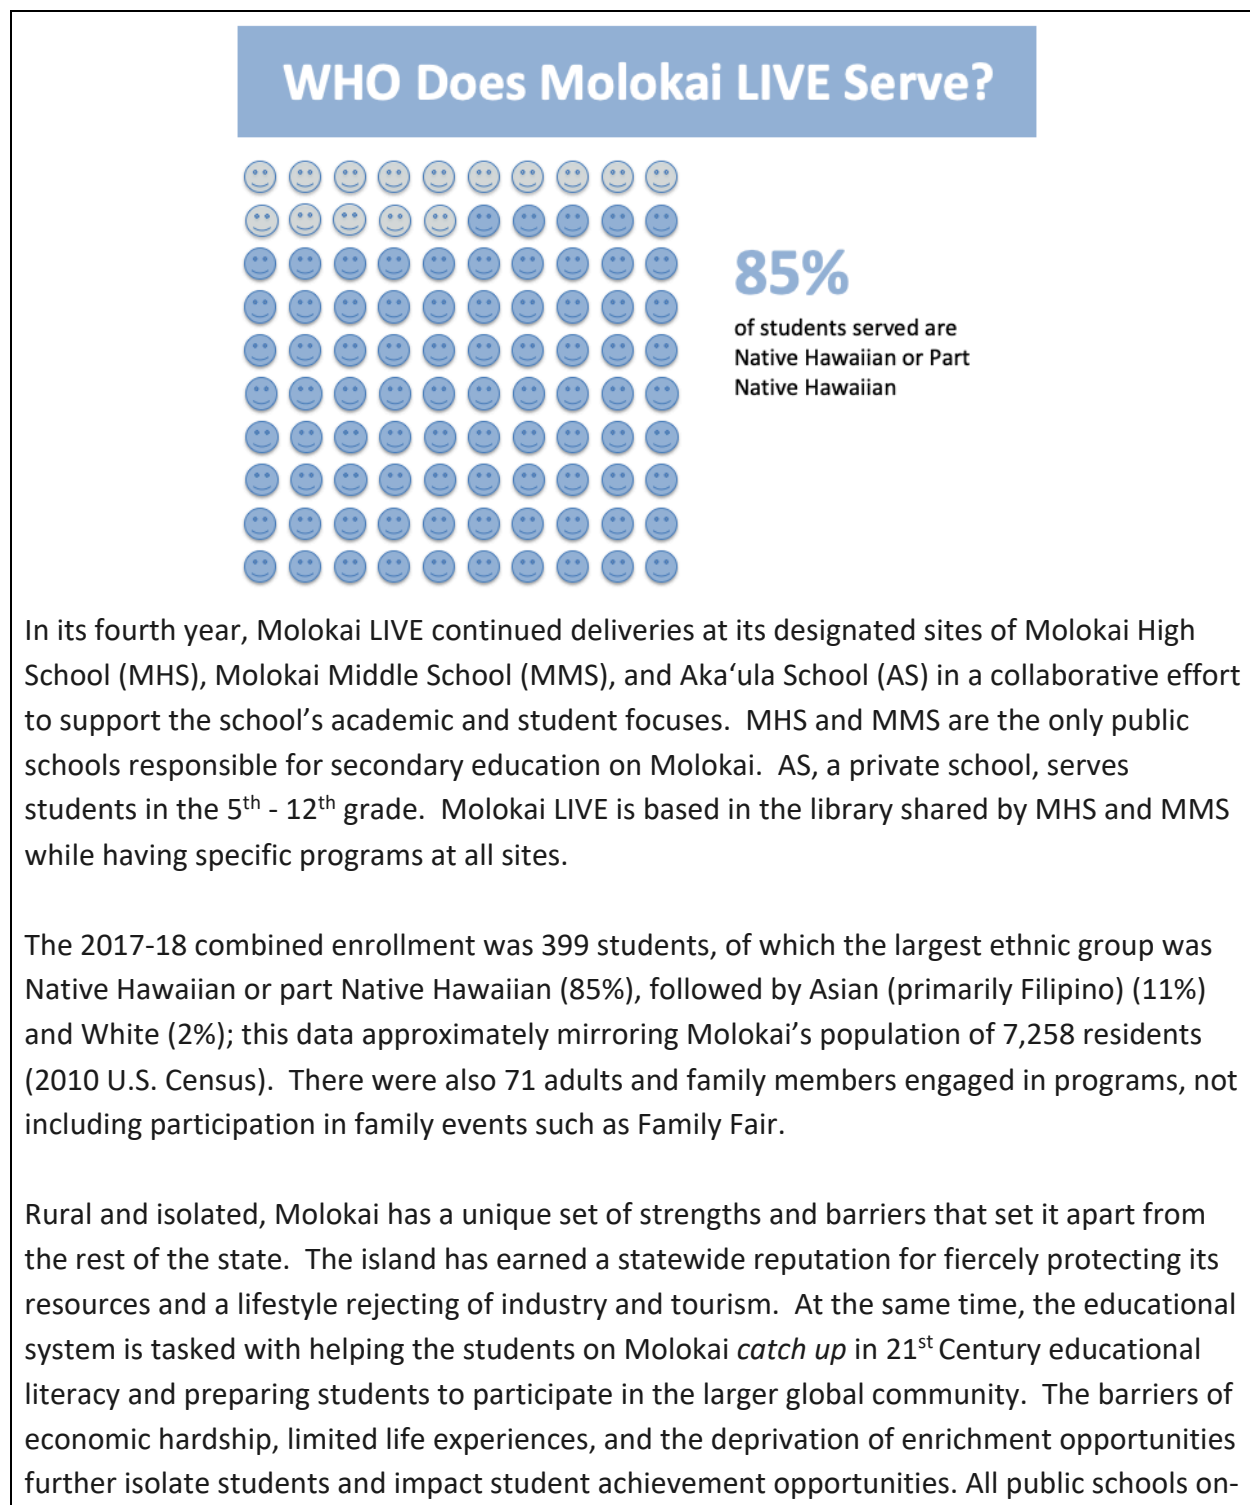 WHO Does Molokai LIVE Serve?
85%
of students served are
Native Hawaiian or Part
Native Hawaiian
In its fourth year, Molokai LIVE continued deliveries at its designated sites of Molokai High
School (MHS), Molokai Middle School (MMS), and Aka‘ula School (AS) in a collaborative effort
to support the school’s academic and student focuses.  MHS and MMS are the only public
schools responsible for secondary education on Molokai.  AS, a private school, serves
students in the 5th - 12th grade.  Molokai LIVE is based in the library shared by MHS and MMS
while having specific programs at all sites.
The 2017-18 combined enrollment was 399 students, of which the largest ethnic group was
Native Hawaiian or part Native Hawaiian (85%), followed by Asian (primarily Filipino) (11%)
and White (2%); this data approximately mirroring Molokai’s population of 7,258 residents
(2010 U.S. Census).  There were also 71 adults and family members engaged in programs, not
including participation in family events such as Family Fair.
Rural and isolated, Molokai has a unique set of strengths and barriers that set it apart from
the rest of the state.  The island has earned a statewide reputation for fiercely protecting its
resources and a lifestyle rejecting of industry and tourism.  At the same time, the educational
system is tasked with helping the students on Molokai catch up in 21st Century educational
literacy and preparing students to participate in the larger global community.  The barriers of
economic hardship, limited life experiences, and the deprivation of enrichment opportunities
further isolate students and impact student achievement opportunities. All public schools on-